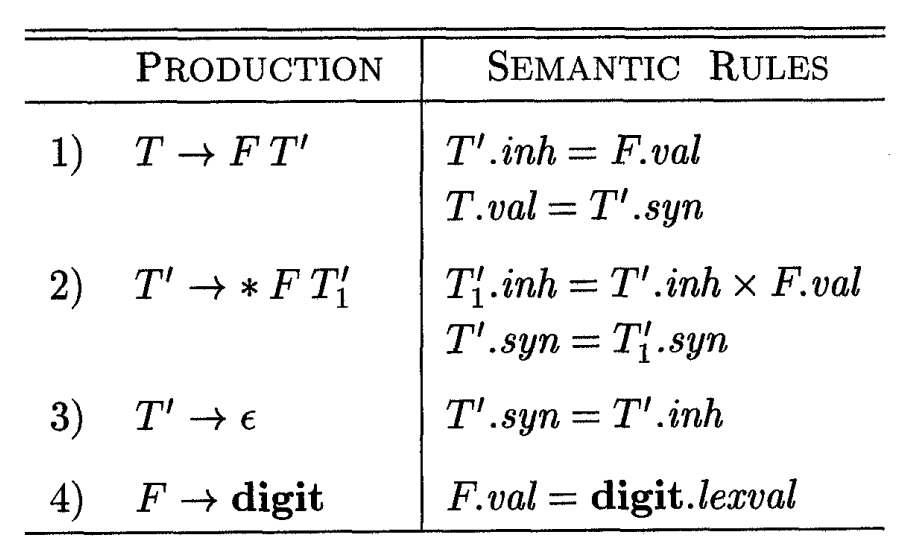 PRODUCTION SEMANTIC RULES
1) T → F T′ T′.inh = F.val
T.val = T′.syn
2) T′ → * F T′₁ T′₁.inh = T′.inh × F.val
T′.syn = T′₁.syn
3) T′ → ϵ T′.syn = T′.inh
4) F → digit F.val = digit.lexval